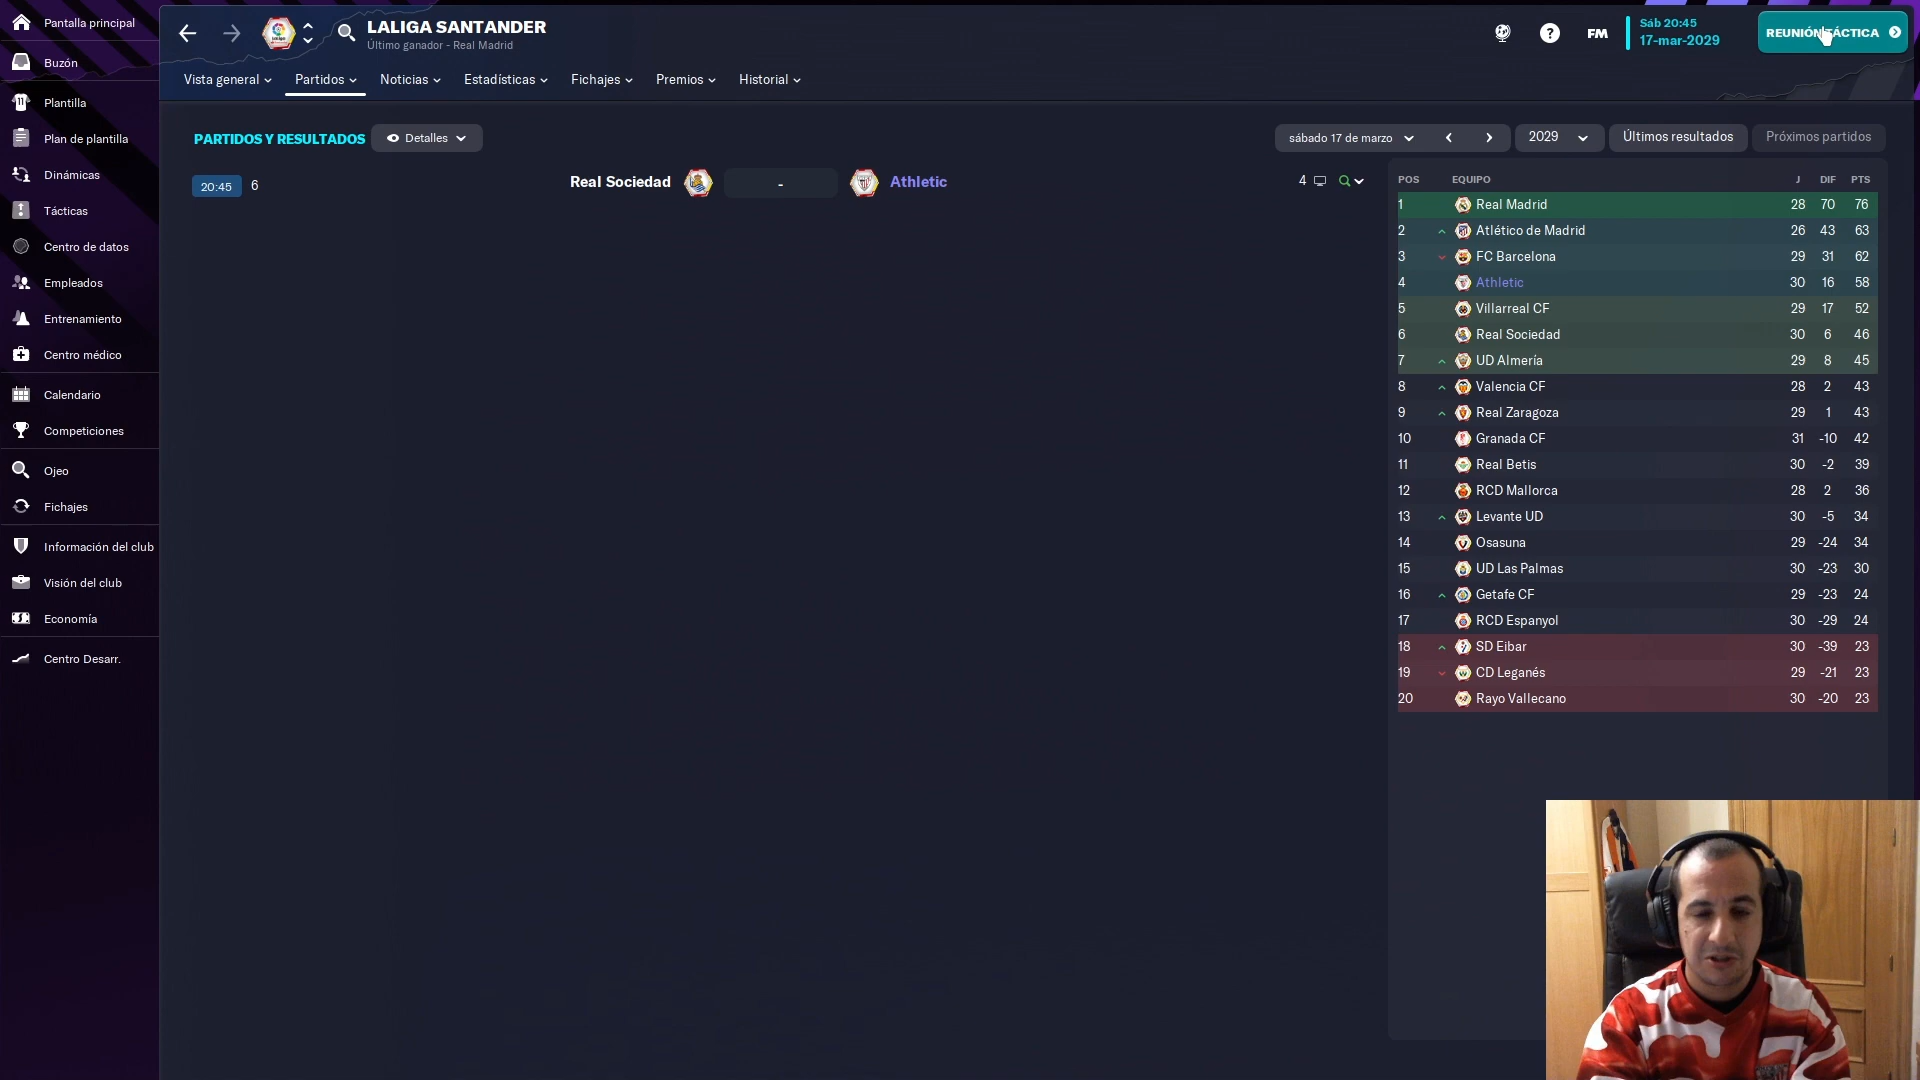 Pantalla principal
Buzón
Plantilla
Plan de plantilla
Dinámicas
Tácticas
Centro de datos
Empleados
Entrenamiento
Centro médico
Calendario
Competiciones
Ojeo
Fichajes
Información del club
Visión del club
Economía
Centro Desarr.
LALIGA SANTANDER
Último ganador - Real Madrid
FM
Sáb 20:45
17-mar-2029
REUNIÓN TÁCTICA
Vista general Partidos Noticias Estadísticas Fichajes Premios Historial
PARTIDOS Y RESULTADOS Detalles
sábado 17 de marzo 2029 Últimos resultados Próximos partidos
20:45 6 Real Sociedad - Athletic 4
POS EQUIPO J DIF PTS
1 Real Madrid 28 70 76
2 Atlético de Madrid 26 43 63
3 FC Barcelona 29 31 62
4 Athletic 30 16 58
5 Villarreal CF 29 17 52
6 Real Sociedad 30 6 46
7 UD Almería 29 8 45
8 Valencia CF 28 2 43
9 Real Zaragoza 29 1 43
10 Granada CF 31 -10 42
11 Real Betis 30 -2 39
12 RCD Mallorca 28 2 36
13 Levante UD 30 -5 34
14 Osasuna 29 -24 34
15 UD Las Palmas 30 -23 30
16 Getafe CF 29 -23 24
17 RCD Espanyol 30 -29 24
18 SD Eibar 30 -39 23
19 CD Leganés 29 -21 23
20 Rayo Vallecano 30 -20 23